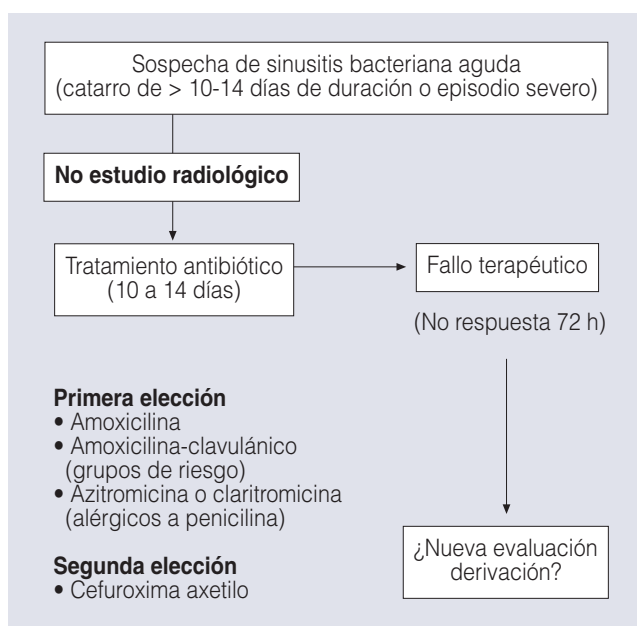 Sospecha de sinusitis bacteriana aguda
(catarro de > 10-14 días de duración o episodio severo)
No estudio radiológico
Tratamiento antibiótico
(10 a 14 días)
Fallo terapéutico
(No respuesta 72 h)
Primera elección
• Amoxicilina
• Amoxicilina-clavulánico
(grupos de riesgo)
• Azitromicina o claritromicina
(alérgicos a penicilina)
Segunda elección
• Cefuroxima axetilo
¿Nueva evaluación
derivación?